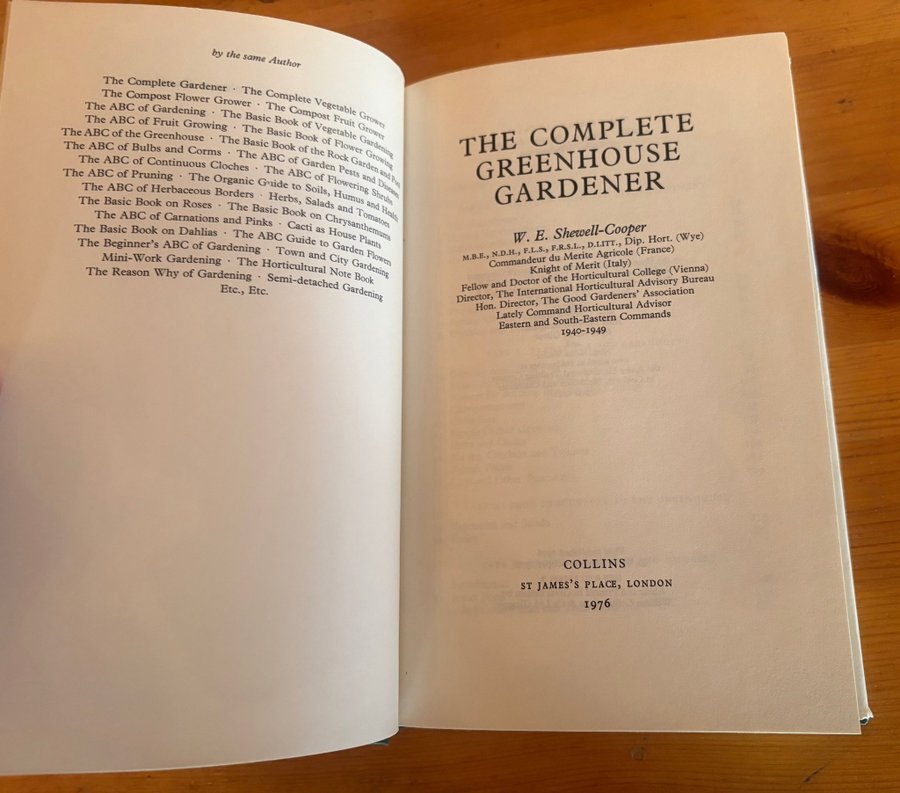 by the same Author
The Complete Gardener · The Complete Vegetable Grower
The Compost Flower Grower · The Compost Fruit Grower
The ABC of Gardening · The Basic Book of Vegetable Gardening
The ABC of Fruit Growing · The Basic Book of Flower Growing
The ABC of the Greenhouse · The Basic Book of the Rock Garden and Pool
The ABC of Bulbs and Corms · The ABC of Garden Pests and Diseases
The ABC of Continuous Cloches · The ABC of Flowering Shrubs
The ABC of Pruning · The Organic Guide to Soils, Humus and Health
The ABC of Herbaceous Borders · Herbs, Salads and Tomatoes
The Basic Book on Roses · The Basic Book on Chrysanthemums
The ABC of Carnations and Pinks · Cacti as House Plants
The Basic Book on Dahlias · The ABC Guide to Garden Flowers
The Beginner's ABC of Gardening · Town and City Gardening
Mini-Work Gardening · The Horticultural Note Book
The Reason Why of Gardening · Semi-detached Gardening
Etc., Etc.
THE COMPLETE
GREENHOUSE
GARDENER
W. E. Shewell-Cooper
M.B.E., N.D.H., F.L.S., F.R.S.L., D.LITT., Dip. Hort. (Wye)
Commandeur du Merite Agricole (France)
Knight of Merit (Italy)
Fellow and Doctor of the Horticultural College (Vienna)
Director, The International Horticultural Advisory Bureau
Hon. Director, The Good Gardeners' Association
Lately Command Horticultural Advisor
Eastern and South-Eastern Commands
1940-1949
COLLINS
ST JAMES'S PLACE, LONDON
1976